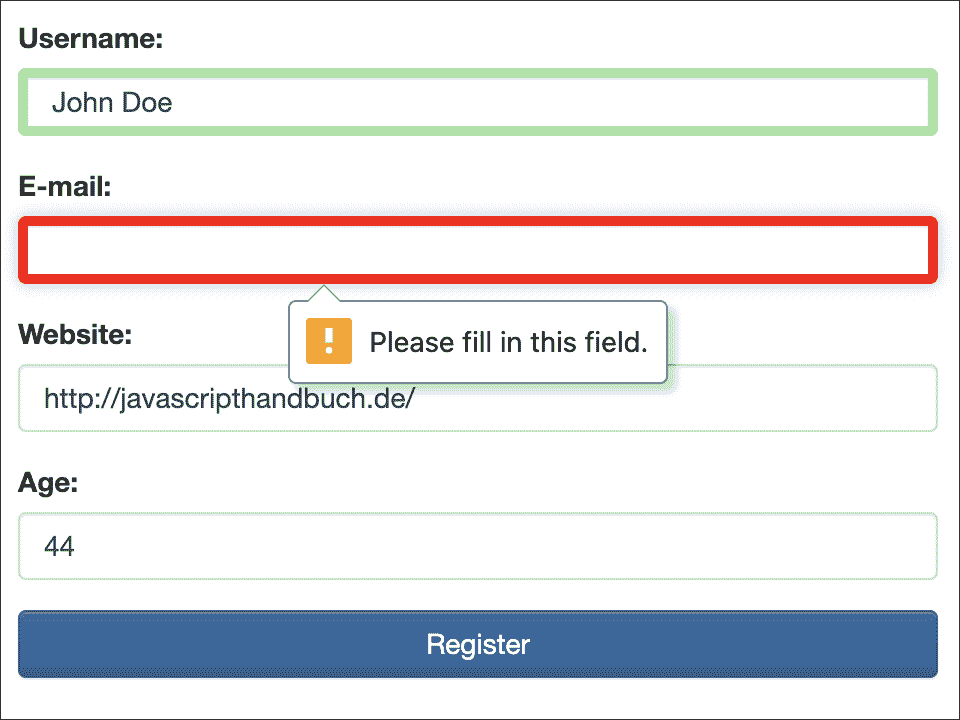 Username:
John Doe
E-mail:
Please fill in this field.
Website:
http://javascripthandbuch.de/
Age:
44
Register